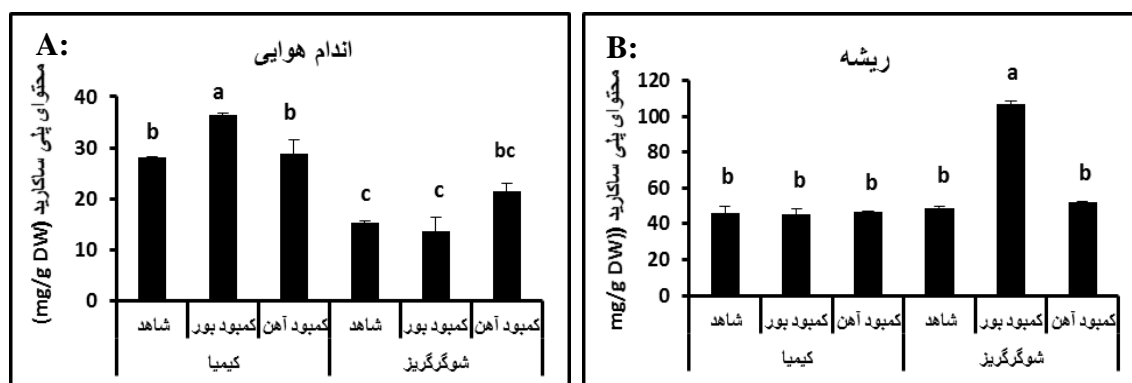 A:
اندام هوایی
محتوای پلی ساکارید (mg/g DW)
40
30
20
10
0
b a b c c bc
شاهد کمبود بور کمبود آهن شاهد کمبود بور کمبود آهن
کیمیا شوگرگریز
B:
ریشه
محتوای پلی ساکارید ((mg/g DW
120
100
80
60
40
20
0
b b b b a b
شاهد کمبود بور کمبود آهن شاهد کمبود بور کمبود آهن
کیمیا شوگرگریز